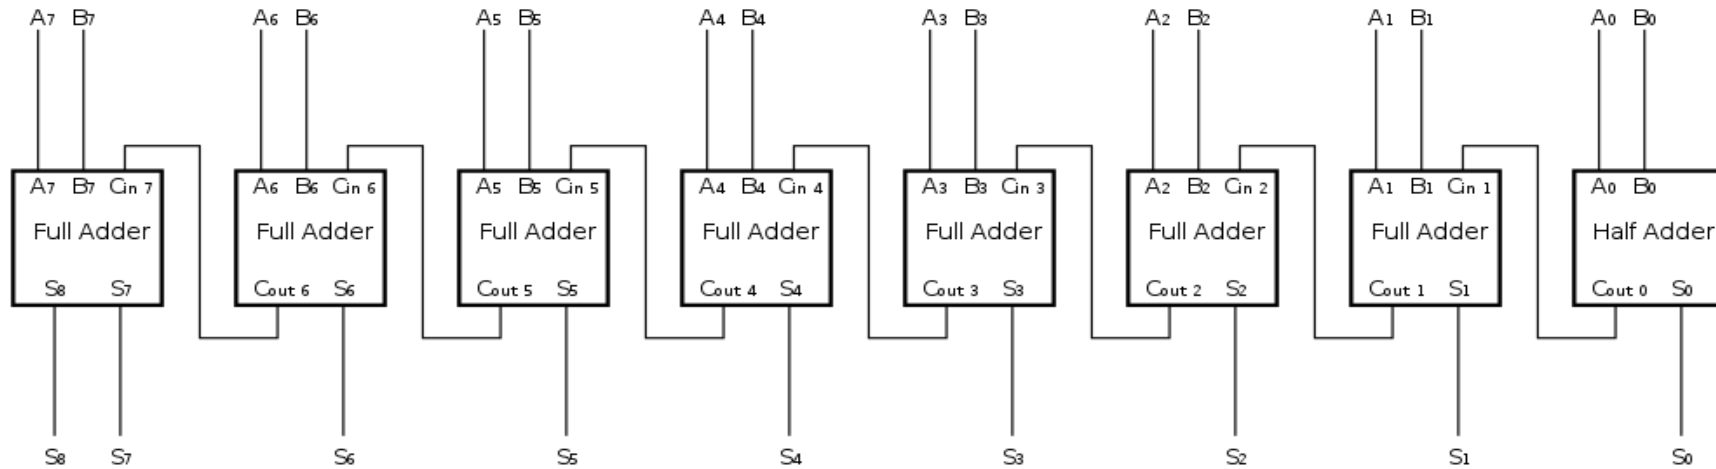 A7 B7 A6 B6 A5 B5 A4 B4 A3 B3 A2 B2 A1 B1 A0 B0
A7 B7 Cin 7 A6 B6 Cin 6 A5 B5 Cin 5 A4 B4 Cin 4 A3 B3 Cin 3 A2 B2 Cin 2 A1 B1 Cin 1 A0 B0
Full Adder Full Adder Full Adder Full Adder Full Adder Full Adder Full Adder Half Adder
S8 S7 Cout 6 S6 Cout 5 S5 Cout 4 S4 Cout 3 S3 Cout 2 S2 Cout 1 S1 Cout 0 S0
S8 S7 S6 S5 S4 S3 S2 S1 S0